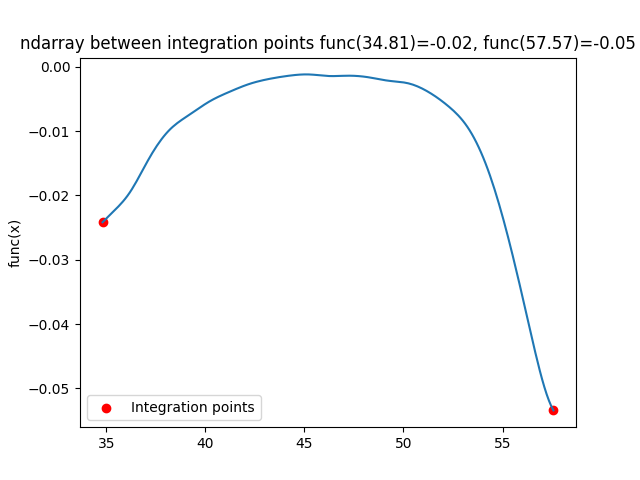 ndarray between integration points func(34.81)=-0.02, func(57.57)=-0.05
0.00
−0.01
−0.02
−0.03
−0.04
−0.05
func(x)
Integration points
35 40 45 50 55